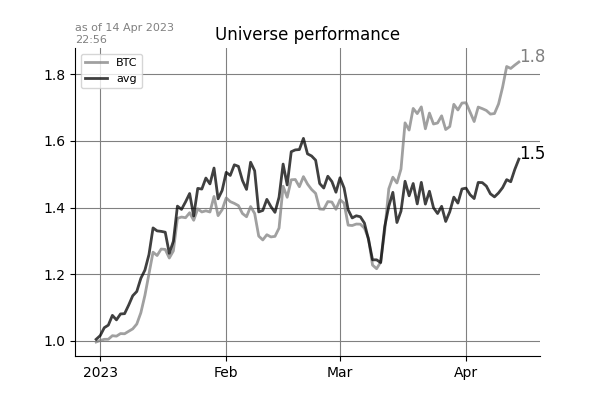 as of 14 Apr 2023
22:56
Universe performance
BTC
avg
1.8
1.5
1.8
1.6
1.4
1.2
1.0
2023
Feb
Mar
Apr